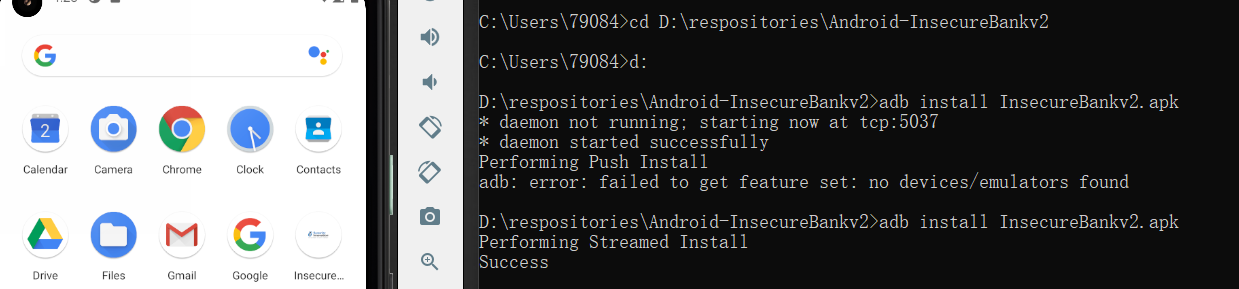 Calendar
Camera
Chrome
Clock
Contacts
Drive
Files
Gmail
Google
Insecure...
C:\Users\79084>cd D:\respositories\Android-InsecureBankv2
C:\Users\79084>d:
D:\respositories\Android-InsecureBankv2>adb install InsecureBankv2.apk
* daemon not running; starting now at tcp:5037
* daemon started successfully
Performing Push Install
adb: error: failed to get feature set: no devices/emulators found
D:\respositories\Android-InsecureBankv2>adb install InsecureBankv2.apk
Performing Streamed Install
Success